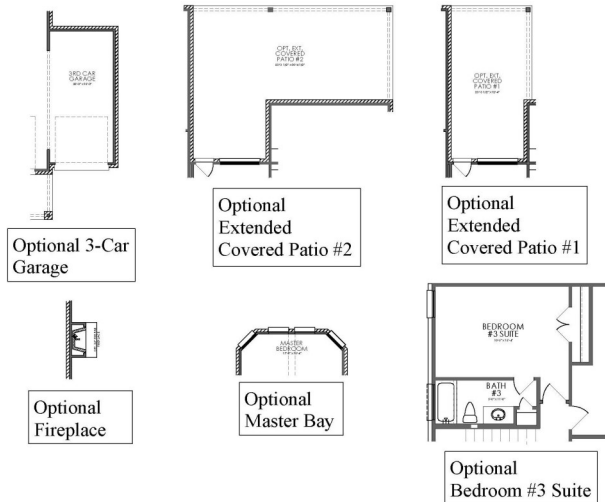 3RD CAR
GARAGE
OPT. EXT.
COVERED
PATIO #2
OPT. EXT.
COVERED
PATIO #1
Optional 3-Car
Garage
Optional
Extended
Covered Patio #2
Optional
Extended
Covered Patio #1
MASTER
BEDROOM
BEDROOM
#3 SUITE
BATH
#3
Optional
Fireplace
Optional
Master Bay
Optional
Bedroom #3 Suite